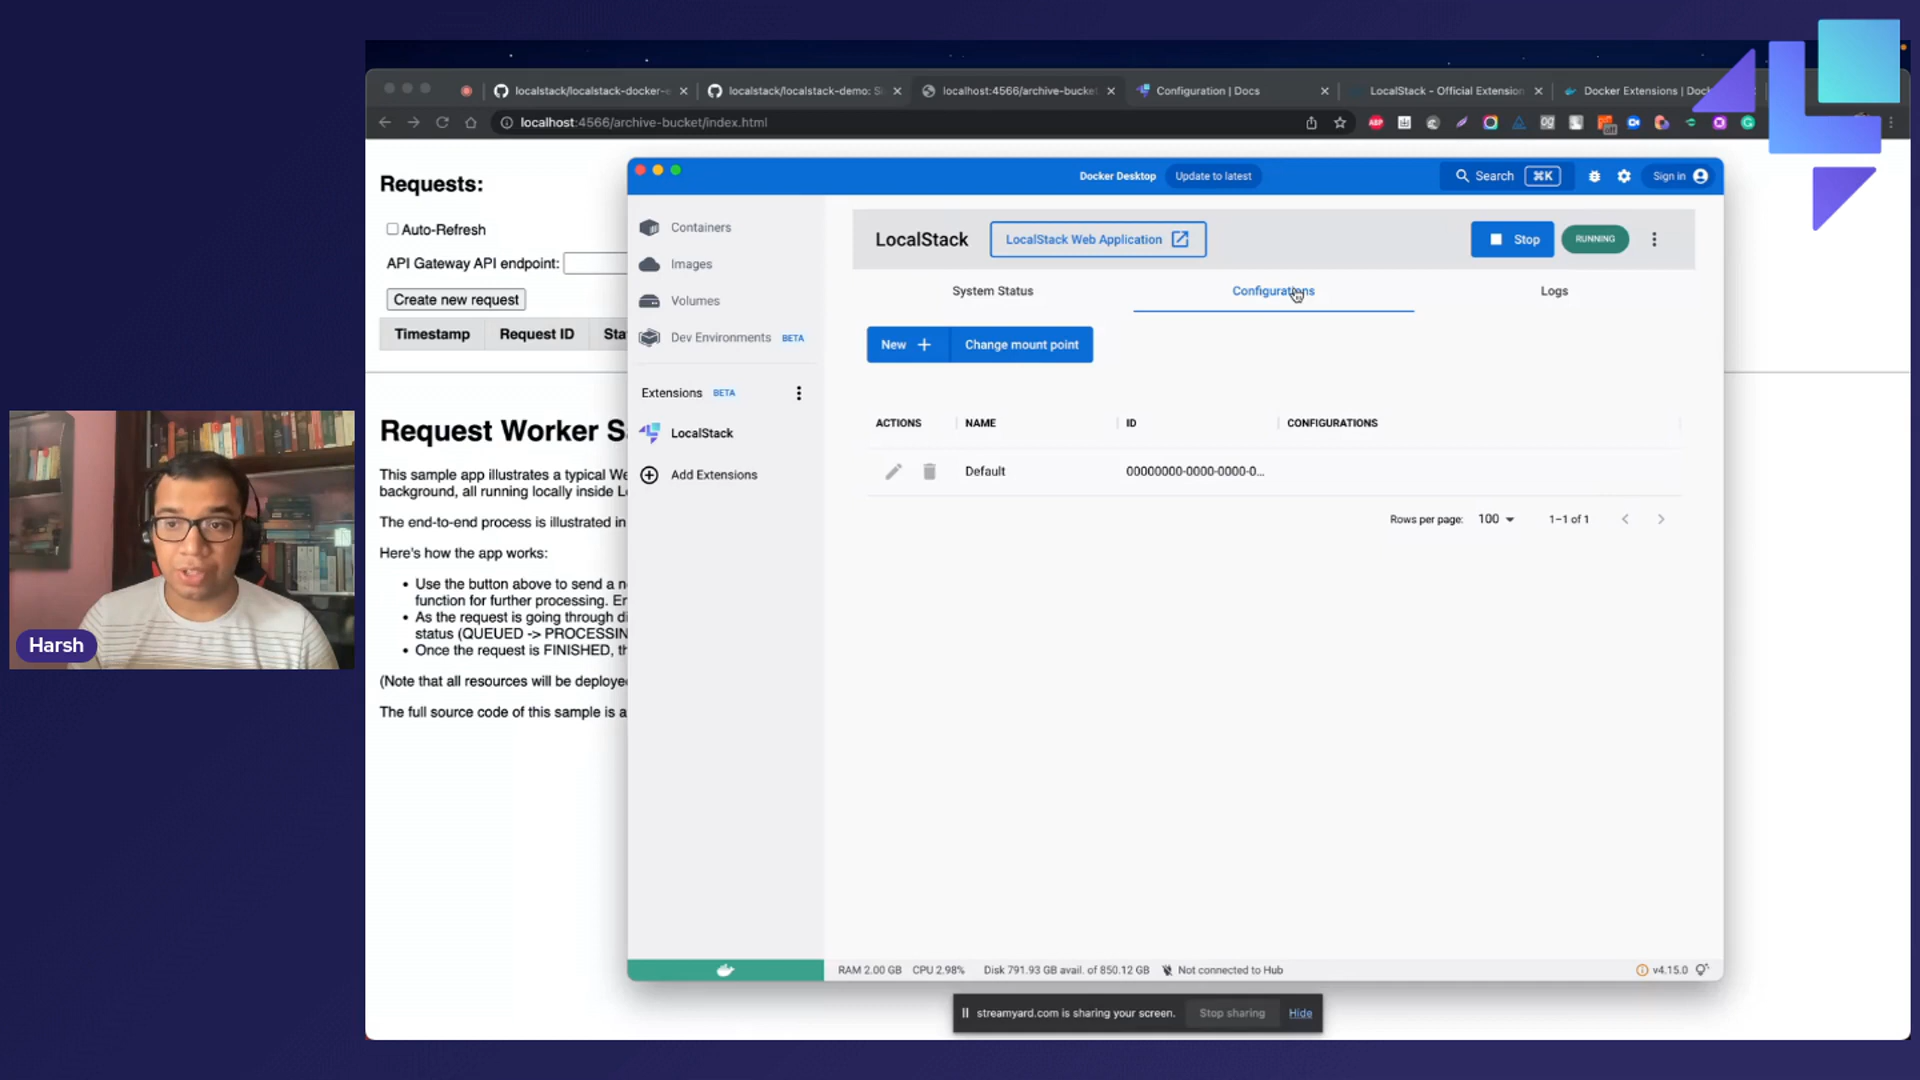 localstack/localstack-docker-e
localstack/localstack-demo: S
localhost:4566/archive-bucket
Configuration | Docs
LocalStack - Official Extension
Docker Extensions | Doc
localhost:4566/archive-bucket/index.html
Requests:
Auto-Refresh
API Gateway API endpoint:
Create new request
Timestamp
Request ID
Sta
Request Worker S
This sample app illustrates a typical We
background, all running locally inside L
The end-to-end process is illustrated in
Here's how the app works:
• Use the button above to send a n
function for further processing. Er
• As the request is going through di
status (QUEUED -> PROCESSIN
• Once the request is FINISHED, th
(Note that all resources will be deploye
The full source code of this sample is a
Docker Desktop
Update to latest
Search
⌘K
Sign in
Containers
Images
Volumes
Dev Environments BETA
Extensions BETA
LocalStack
Add Extensions
LocalStack
LocalStack Web Application
Stop
RUNNING
System Status
Configurations
Logs
New +
Change mount point
ACTIONS
NAME
ID
CONFIGURATIONS
Default
00000000-0000-0000-0...
Rows per page: 100
1–1 of 1
RAM 2.00 GB CPU 2.98% Disk 791.93 GB avail. of 850.12 GB Not connected to Hub
v4.15.0
streamyard.com is sharing your screen.
Stop sharing
Hide
Harsh